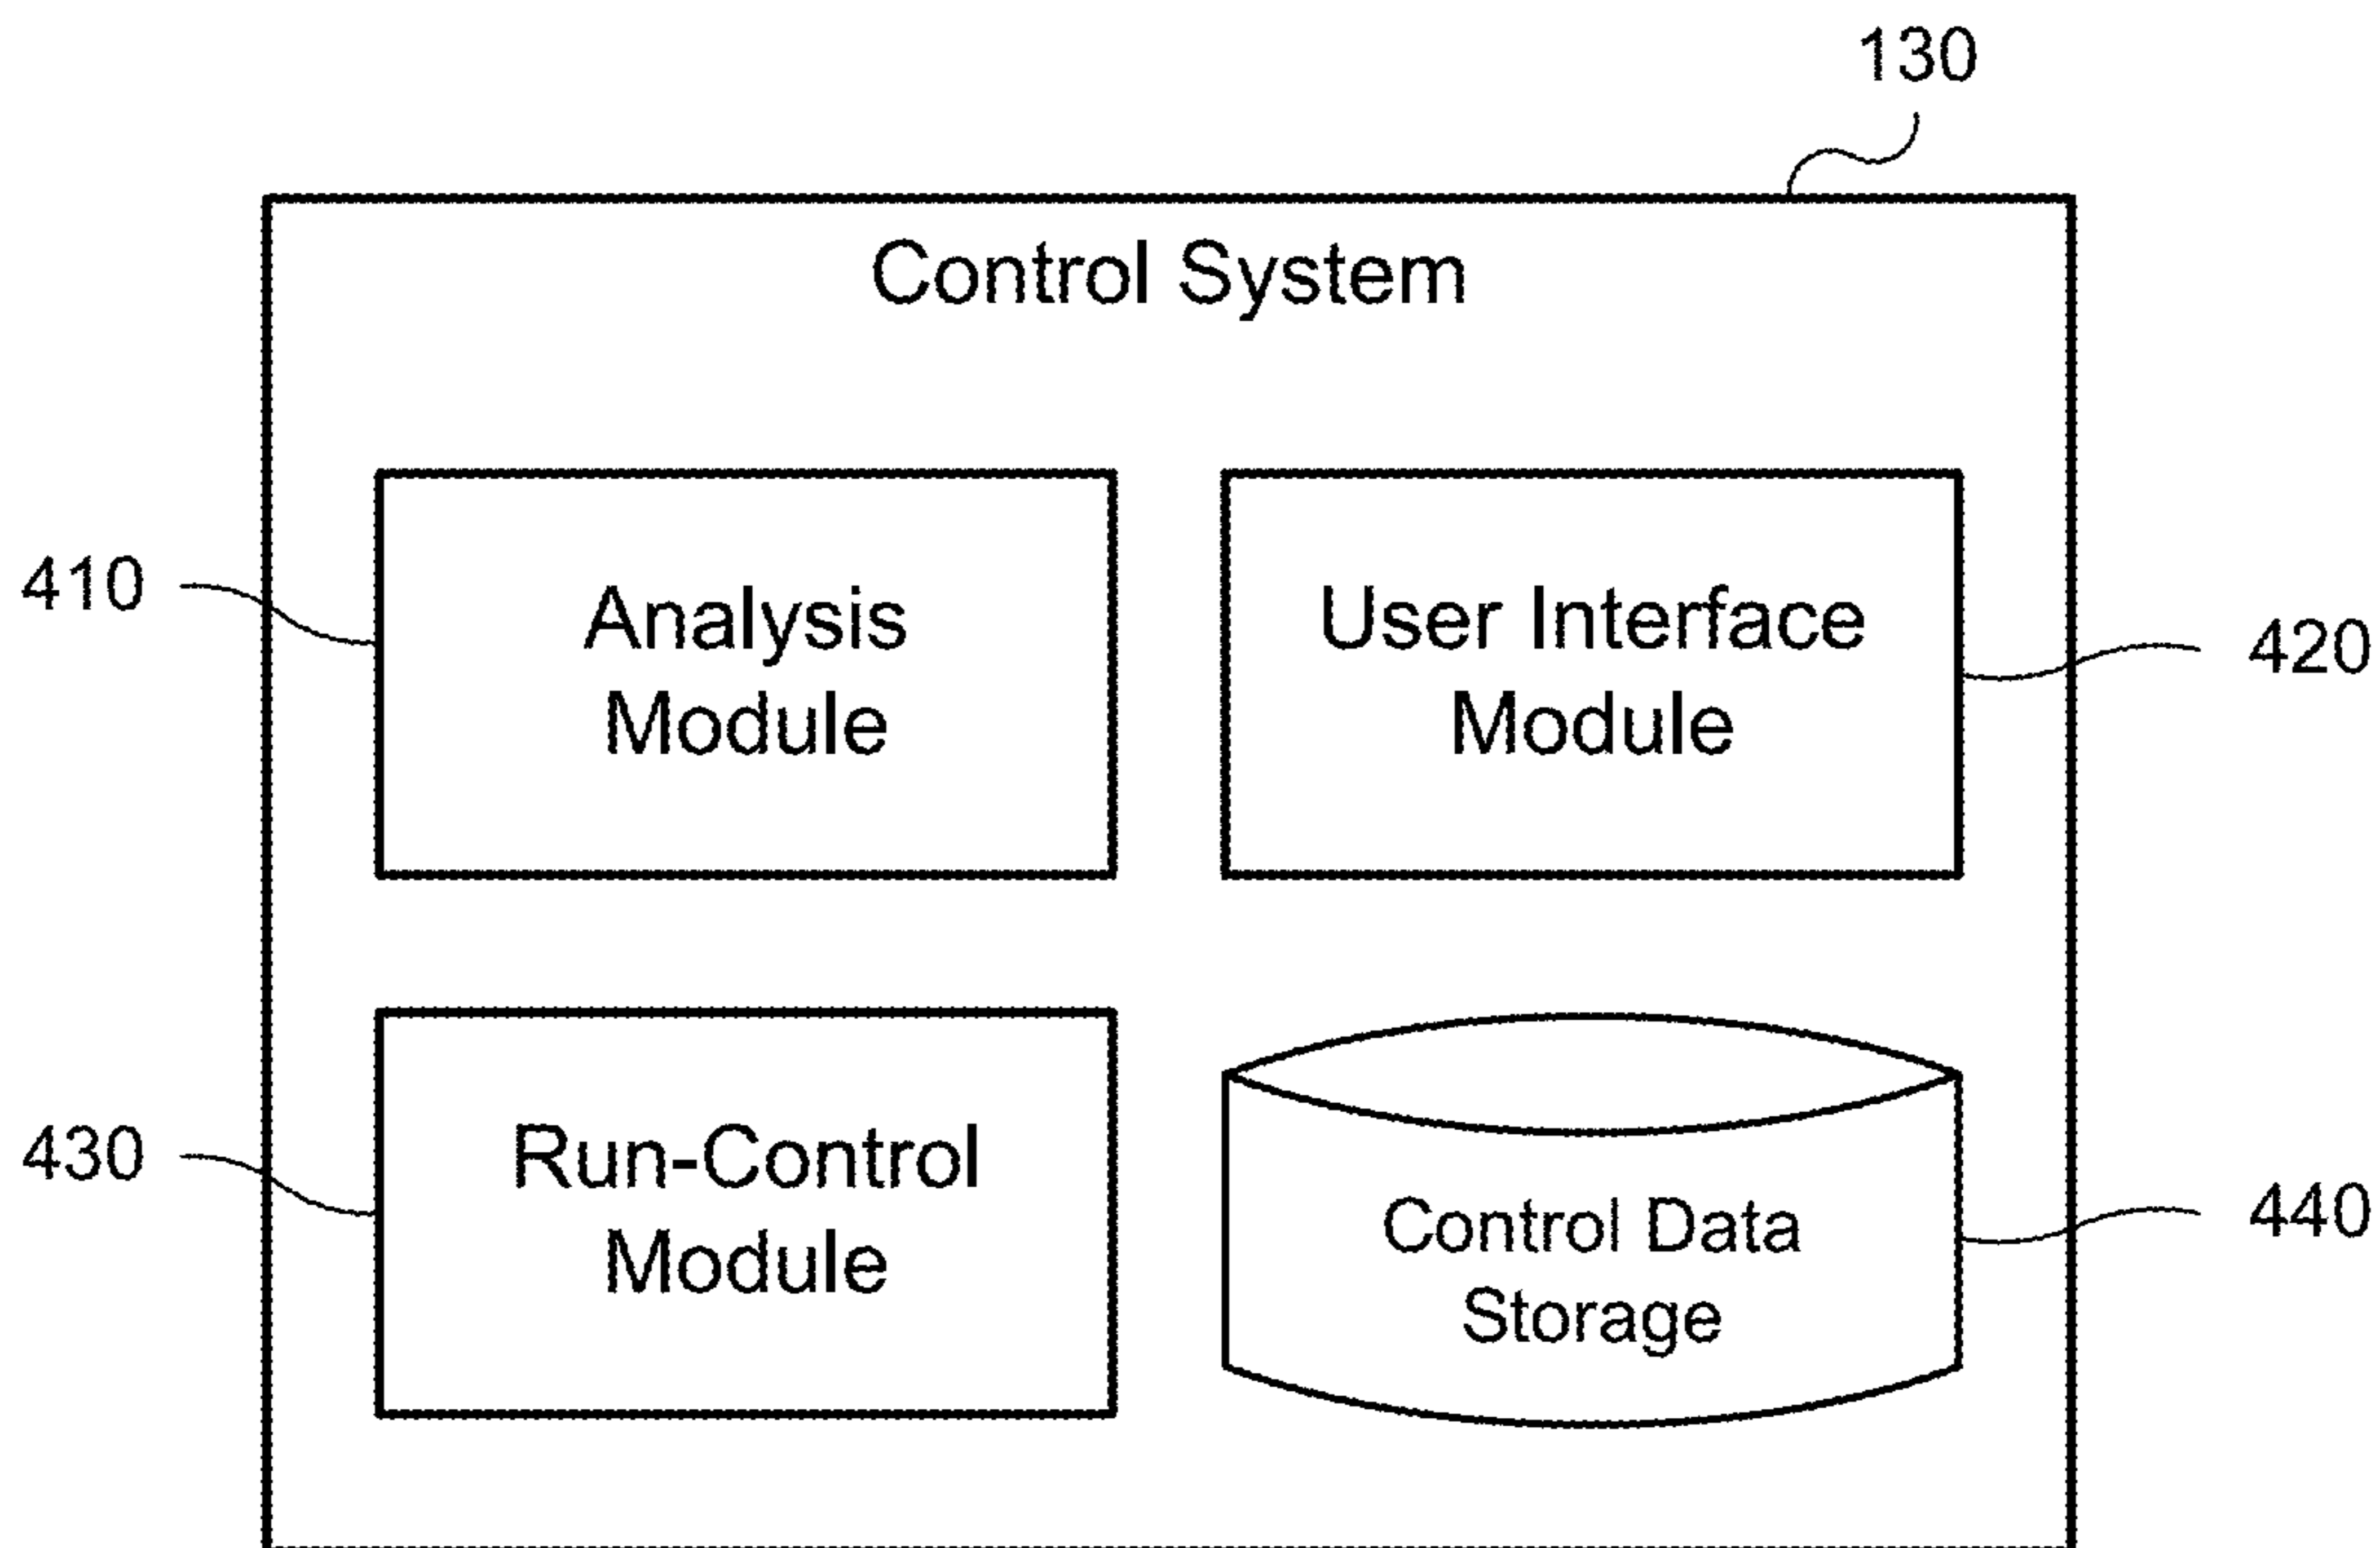 130
Control System
410
Analysis
Module
User Interface
Module
420
430
Run-Control
Module
Control Data
Storage
440